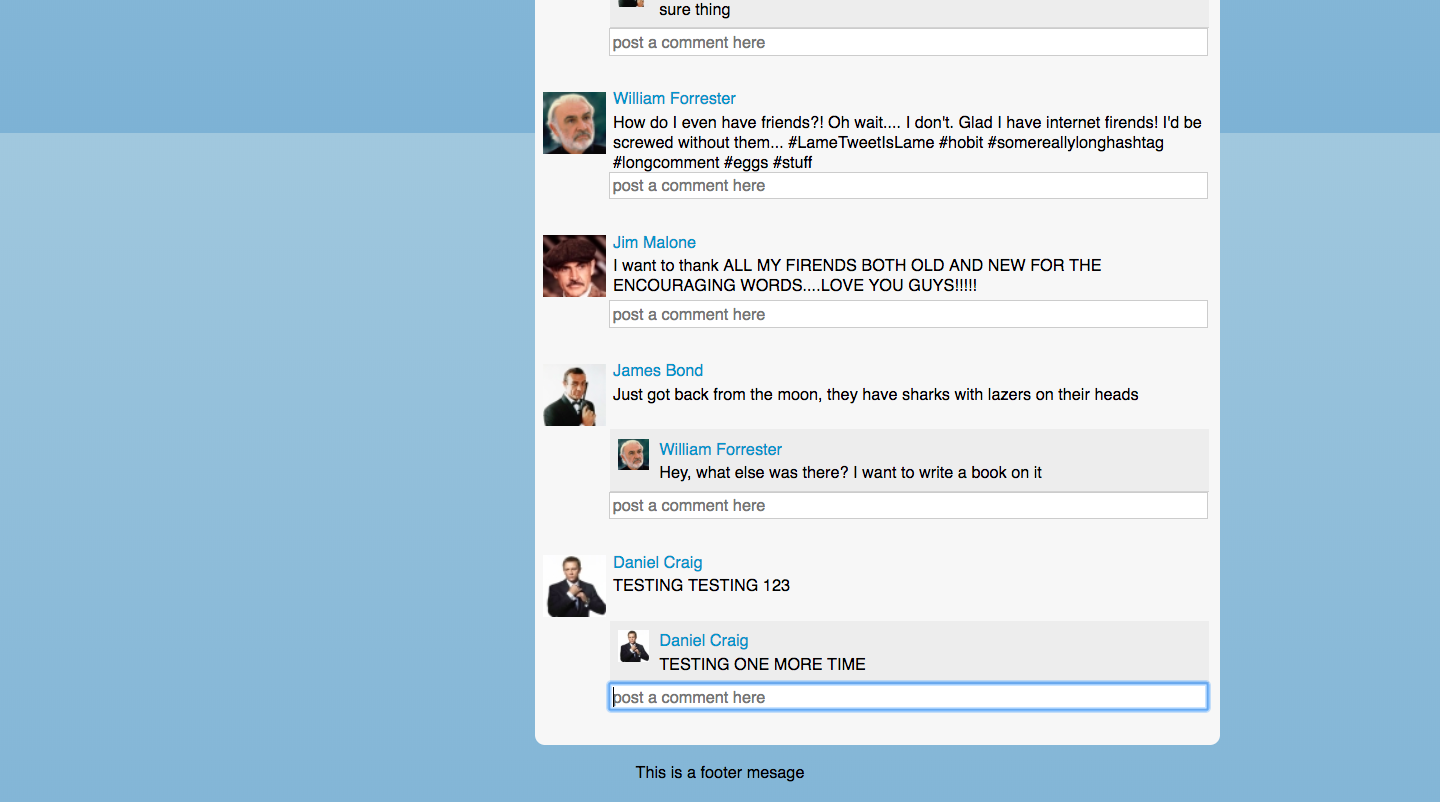 sure thing
post a comment here
William Forrester
How do I even have friends?! Oh wait.... I don't. Glad I have internet firends! I'd be
screwed without them... #LameTweetIsLame #hobit #somereallylonghashtag
#longcomment #eggs #stuff
post a comment here
Jim Malone
I want to thank ALL MY FIRENDS BOTH OLD AND NEW FOR THE
ENCOURAGING WORDS....LOVE YOU GUYS!!!!!
post a comment here
James Bond
Just got back from the moon, they have sharks with lazers on their heads
William Forrester
Hey, what else was there? I want to write a book on it
post a comment here
Daniel Craig
TESTING TESTING 123
Daniel Craig
TESTING ONE MORE TIME
post a comment here
This is a footer mesage